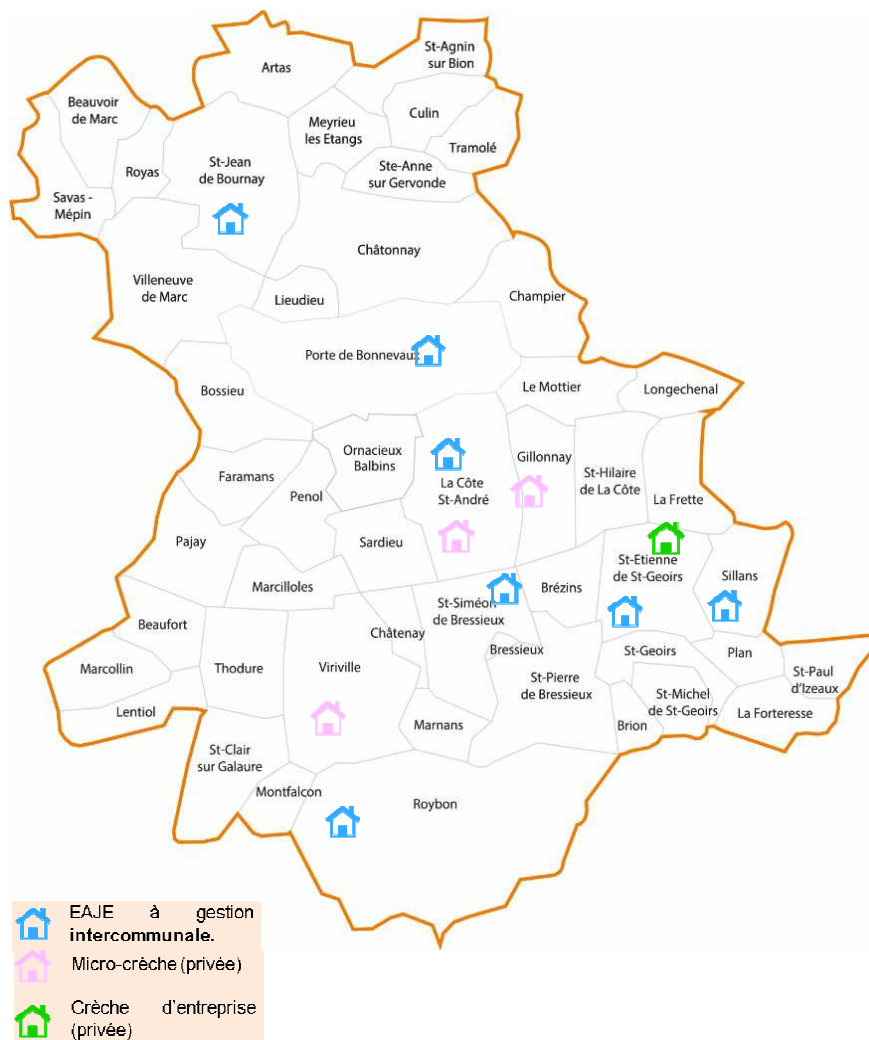 St-Agnin
sur Bion
Artas
Beauvoir
de Marc
Culin
Meyrieu
les Etangs
Tramolé
St-Jean
de Bournay
Royas
Ste-Anne
sur Gervonde
Savas -
Mépin
Châtonnay
Villeneuve
de Marc
Lieudieu
Champier
Porte de Bonnevaux
Bossieu
Le Mottier
Longechenal
Ornacieux
Balbins
Gillonnay
Faramans
La Côte
St-André
St-Hilaire
de La Côte
Penol
La Frette
Pajay
Sardieu
St-Etienne
de St-Geoirs
Sillans
Marcilloles
Brézins
St-Siméon
de Bressieux
Beaufort
Châtenay
Bressieux
St-Geoirs
Plan
Marcollin
Thodure
Viriville
St-Pierre
de Bressieux
St-Paul
d'Izeaux
St-Michel
de St-Geoirs
Lentiol
Marnans
Brion
La Forteresse
St-Clair
sur Galaure
Montfalcon
Roybon
EAJE à gestion
intercommunale.
Micro-crèche (privée)
Crèche d'entreprise
(privée)